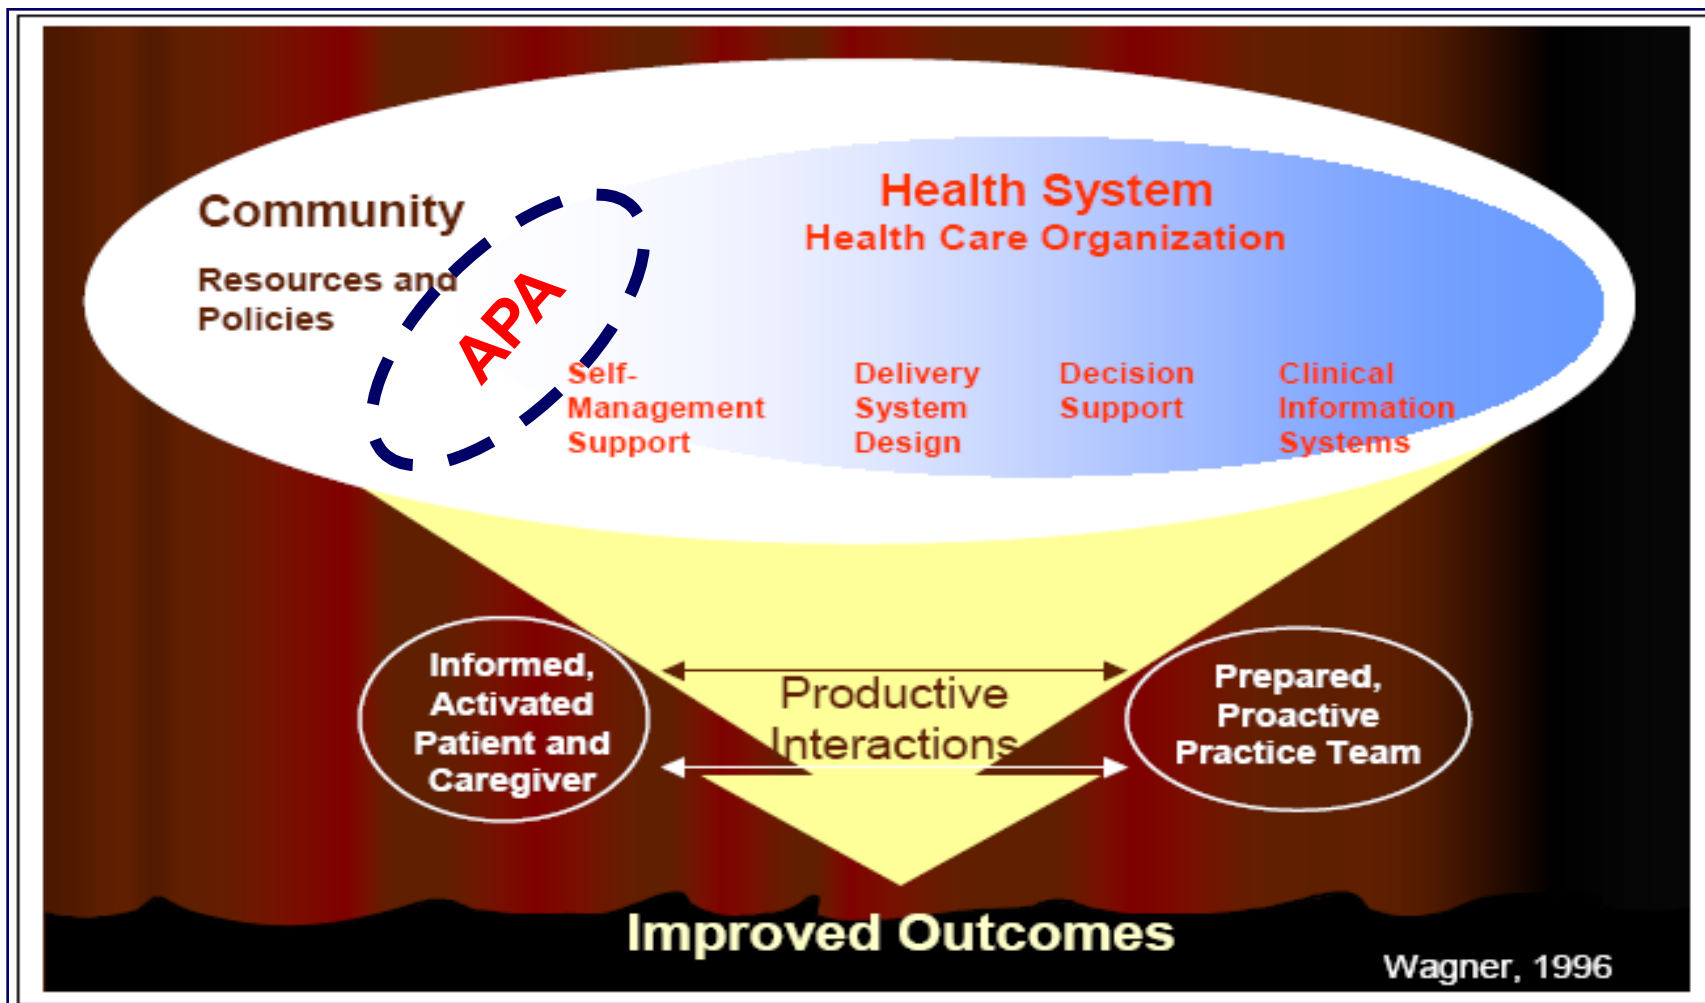 Community
Resources and
Policies
APA
Health System
Health Care Organization
Self-
Management
Support
Delivery
System
Design
Decision
Support
Clinical
Information
Systems
Informed,
Activated
Patient and
Caregiver
Productive
Interactions
Prepared,
Proactive
Practice Team
Improved Outcomes
Wagner, 1996